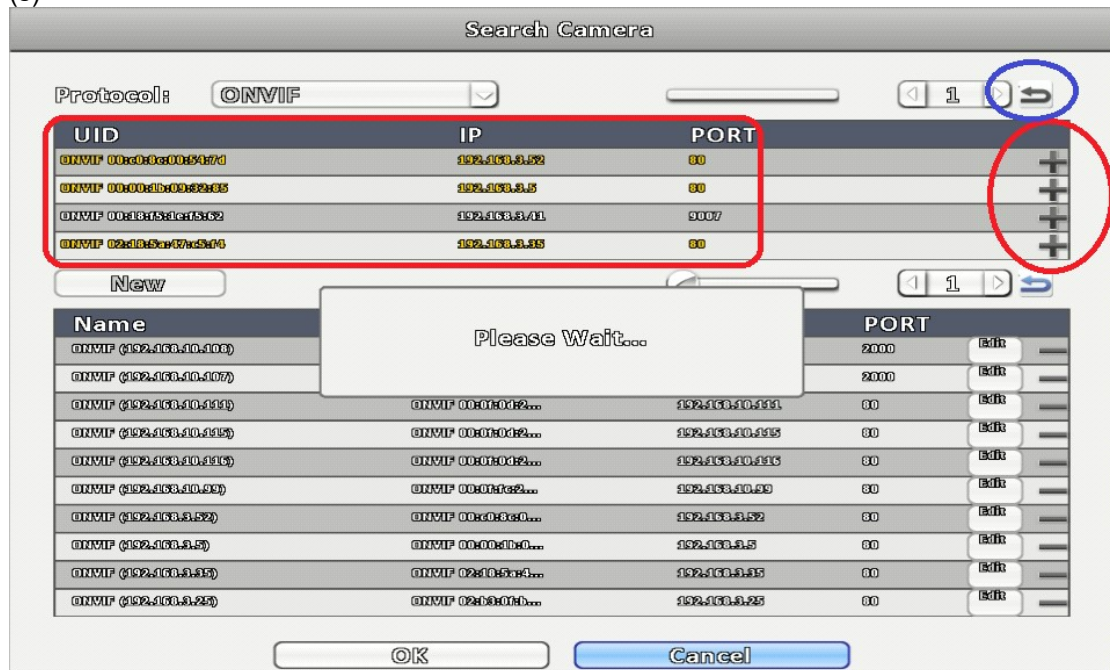 Search Camera
Protocol: ONVIF 1
UID IP PORT
ONVIF 00:c0:8c:00:54:7d 192.168.3.52 80
ONVIF 00:00:1b:09:32:85 192.168.3.5 80
ONVIF 00:18:f5:1c:f5:62 192.168.3.41 9007
ONVIF 02:18:5a:47:c5:f4 192.168.3.35 80
New 1
Name PORT
Please Wait...
ONVIF (192.168.10.108) 2000 Edit
ONVIF (192.168.10.107) 2000 Edit
ONVIF (192.168.10.111) ONVIF 00:0f:0d:2... 192.168.10.111 80 Edit
ONVIF (192.168.10.115) ONVIF 00:0f:0d:2... 192.168.10.115 80 Edit
ONVIF (192.168.10.116) ONVIF 00:0f:0d:2... 192.168.10.116 80 Edit
ONVIF (192.168.10.99) ONVIF 00:0f:fc:2... 192.168.10.99 80 Edit
ONVIF (192.168.3.52) ONVIF 00:c0:8c:0... 192.168.3.52 80 Edit
ONVIF (192.168.3.5) ONVIF 00:00:1b:0... 192.168.3.5 80 Edit
ONVIF (192.168.3.35) ONVIF 02:18:5a:4... 192.168.3.35 80 Edit
ONVIF (192.168.3.25) ONVIF 02:b3:0f:b... 192.168.3.25 80 Edit
OK Cancel